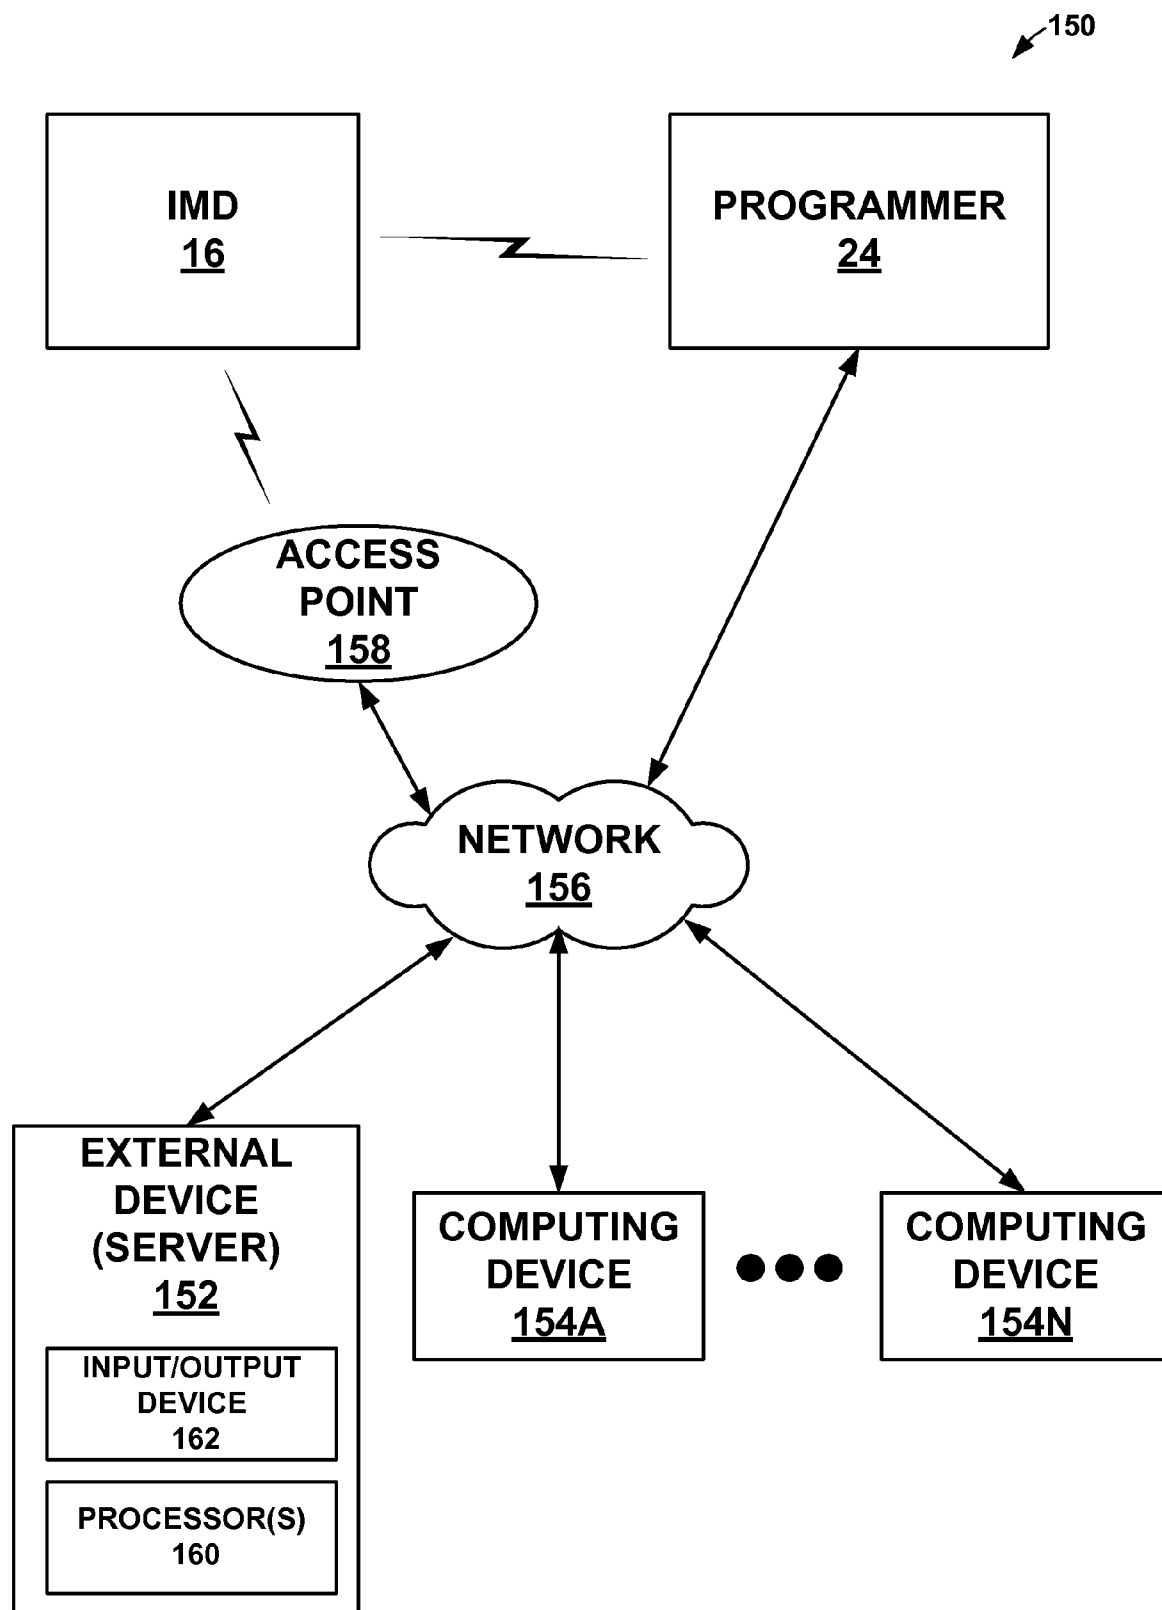 150
IMD
16
PROGRAMMER
24
ACCESS
POINT
158
NETWORK
156
EXTERNAL
DEVICE
(SERVER)
152
INPUT/OUTPUT
DEVICE
162
PROCESSOR(S)
160
COMPUTING
DEVICE
154A
COMPUTING
DEVICE
154N